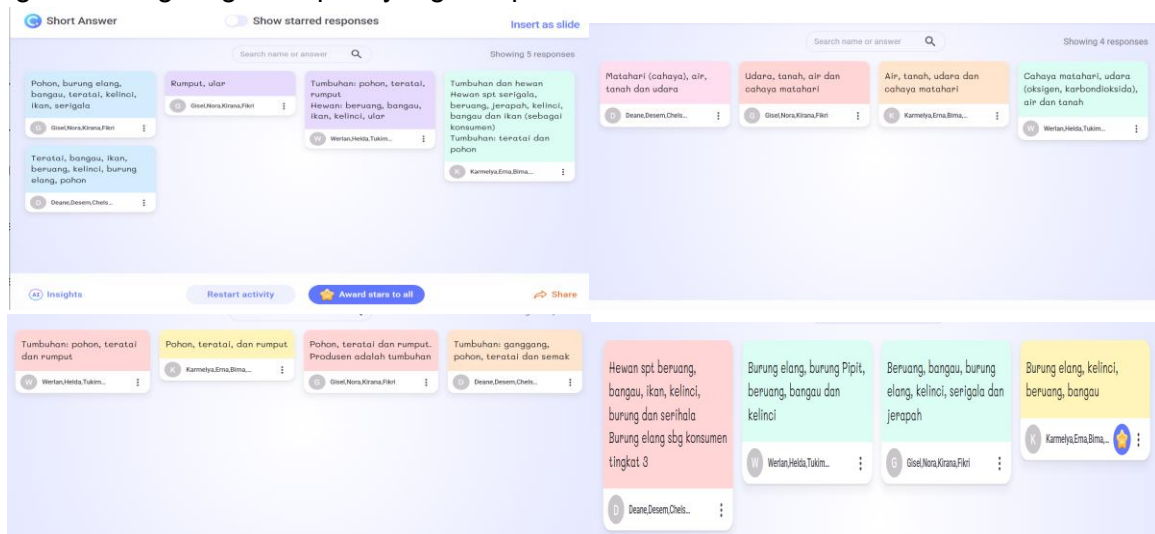 Short Answer
Show starred responses
Insert as slide
Search name or answer
Showing 5 responses
Pohon, burung elang,
bangau, teratai, kelinci,
ikan, serigala
G Gisel,Nora,Kirana,Fikri
Teratai, bangau, ikan,
beruang, kelinci, burung
elang, pohon
D Deane,Desem,Chels...
Rumput, ular
G Gisel,Nora,Kirana,Fikri
Tumbuhan: pohon, teratai,
rumput
Hewan: beruang, bangau,
ikan, kelinci, ular
W Werlan,Helda,Tukim...
Tumbuhan dan hewan
Hewan spt serigala,
beruang, jerapah, kelinci,
bangau dan ikan (sebagai
konsumen)
Tumbuhan: teratai dan
pohon
K Karmelya,Erna,Bima,...
AI Insights
Restart activity
Award stars to all
Share
Search name or answer
Showing 4 responses
Matahari (cahaya), air,
tanah dan udara
D Deane,Desem,Chels...
Udara, tanah, air dan
cahaya matahari
G Gisel,Nora,Kirana,Fikri
Air, tanah, udara dan
cahaya matahari
K Karmelya,Erna,Bima,...
Cahaya matahari, udara
(oksigen, karbondioksida),
air dan tanah
W Werlan,Helda,Tukim...
Tumbuhan: pohon, teratai
dan rumput
W Werlan,Helda,Tukim...
Pohon, teratai, dan rumput
K Karmelya,Erna,Bima,...
Pohon, teratai dan rumput.
Produsen adalah tumbuhan
G Gisel,Nora,Kirana,Fikri
Tumbuhan: ganggang,
pohon, teratai dan semak
D Deane,Desem,Chels...
Hewan spt beruang,
bangau, ikan, kelinci,
burung dan serihala
Burung elang sbg konsumen
tingkat 3
D Deane,Desem,Chels...
Burung elang, burung Pipit,
beruang, bangau dan
kelinci
W Werlan,Helda,Tukim...
Beruang, bangau, burung
elang, kelinci, serigala dan
jerapah
G Gisel,Nora,Kirana,Fikri
Burung elang, kelinci,
beruang, bangau
K Karmelya,Erna,Bima,...